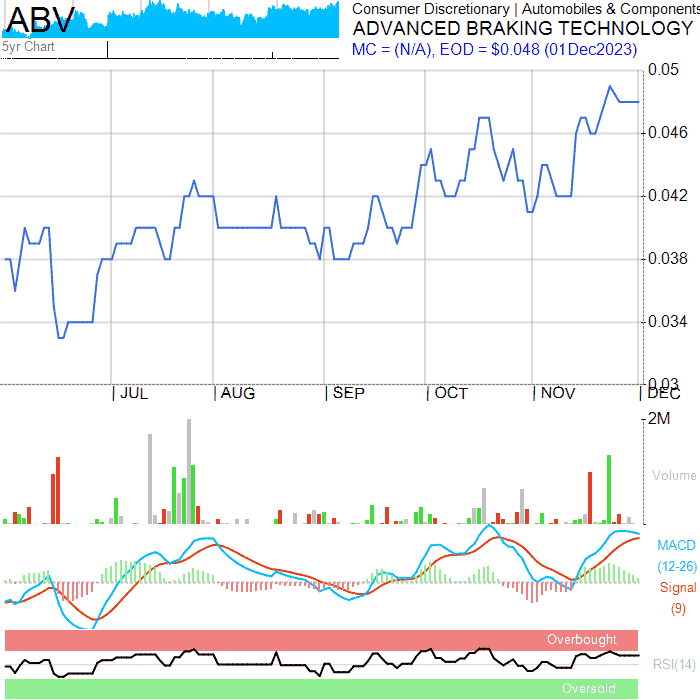 ABV
Consumer Discretionary | Automobiles & Components
ADVANCED BRAKING TECHNOLOGY
5yr Chart
MC = (N/A), EOD = $0.048 (01Dec2023)
0.05
0.046
0.042
0.038
0.034
0.03
JUL AUG SEP OCT NOV DEC
2M
Volume
MACD
(12-26)
Signal
(9)
Overbought
RSI(14)
Oversold